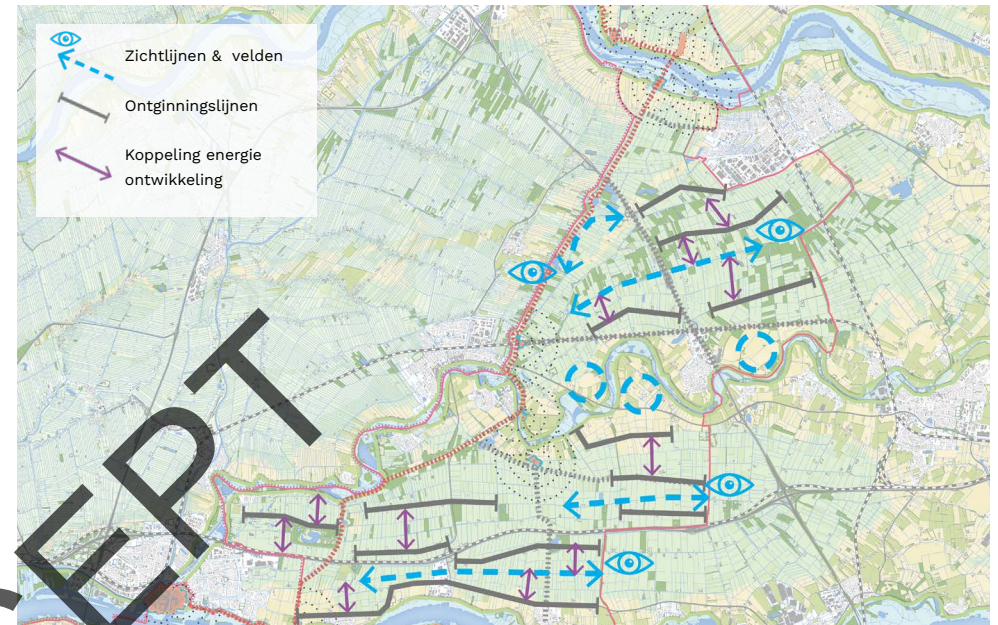 Zichtlijnen & velden
Ontginningslijnen
Koppeling energie
ontwikkeling
EPT